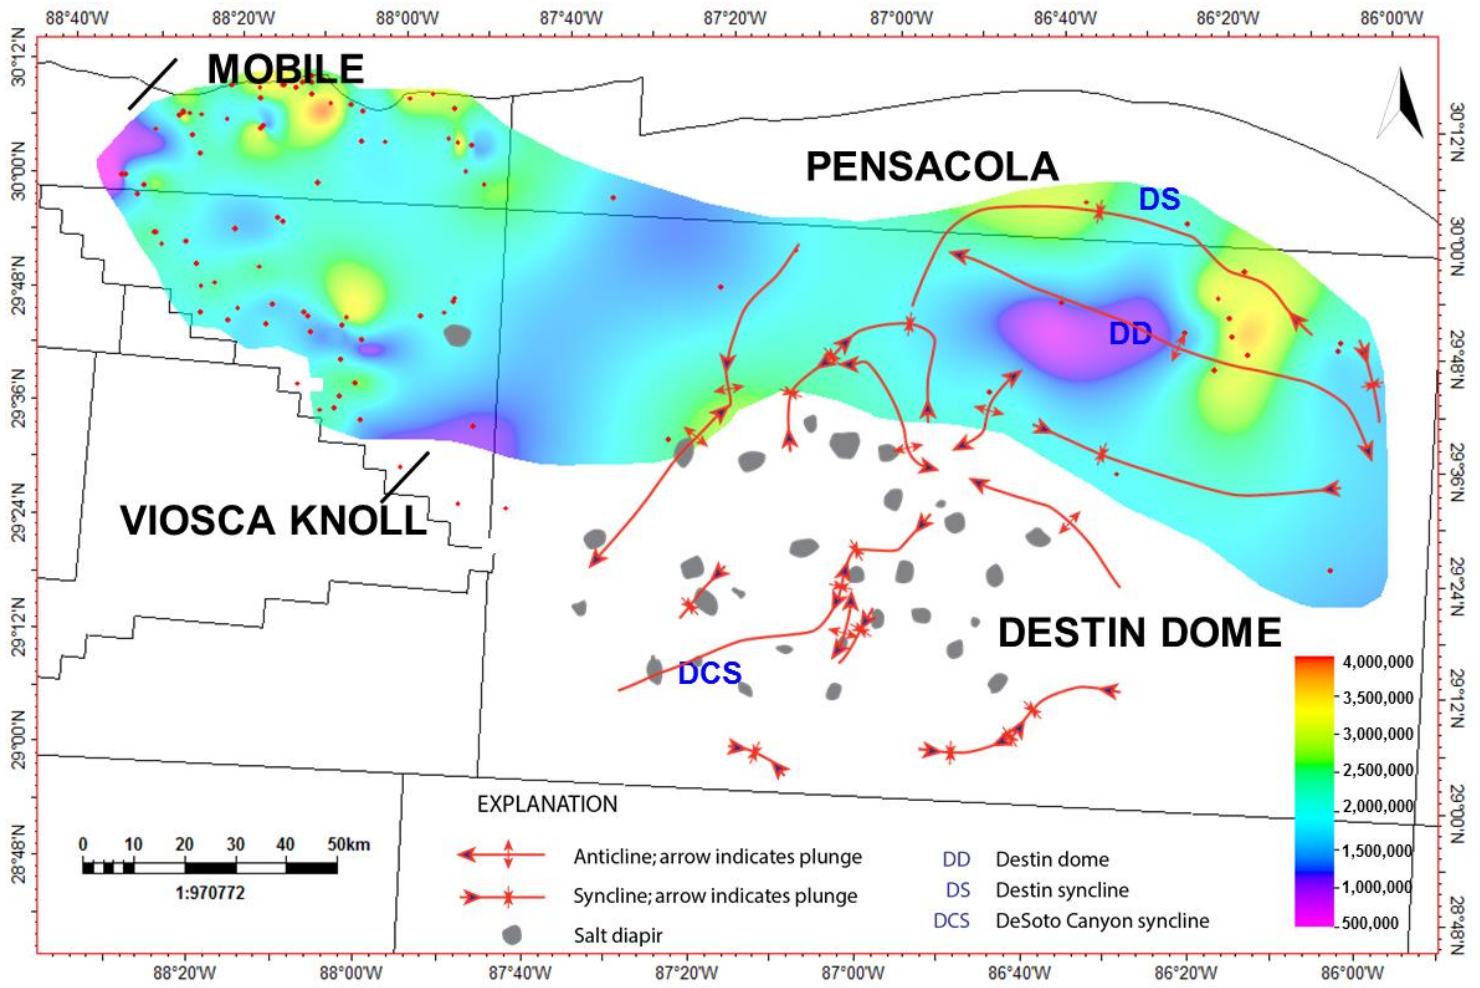 88°40'W 88°20'W 88°00'W 87°40'W 87°20'W 87°00'W 86°40'W 86°20'W 86°00'W
30°12'N
30°00'N
29°48'N
29°36'N
29°24'N
29°12'N
29°00'N
28°48'N
MOBILE
PENSACOLA
DS
DD
VIOSCA KNOLL
DESTIN DOME
DCS
30°12'N
30°00'N
29°48'N
29°36'N
29°24'N
29°12'N
29°00'N
28°48'N
4,000,000
3,500,000
3,000,000
2,500,000
2,000,000
1,500,000
1,000,000
500,000
EXPLANATION
0 10 20 30 40 50km
1:970772
Anticline; arrow indicates plunge
Syncline; arrow indicates plunge
Salt diapir
DD Destin dome
DS Destin syncline
DCS DeSoto Canyon syncline
88°20'W 88°00'W 87°40'W 87°20'W 87°00'W 86°40'W 86°20'W 86°00'W